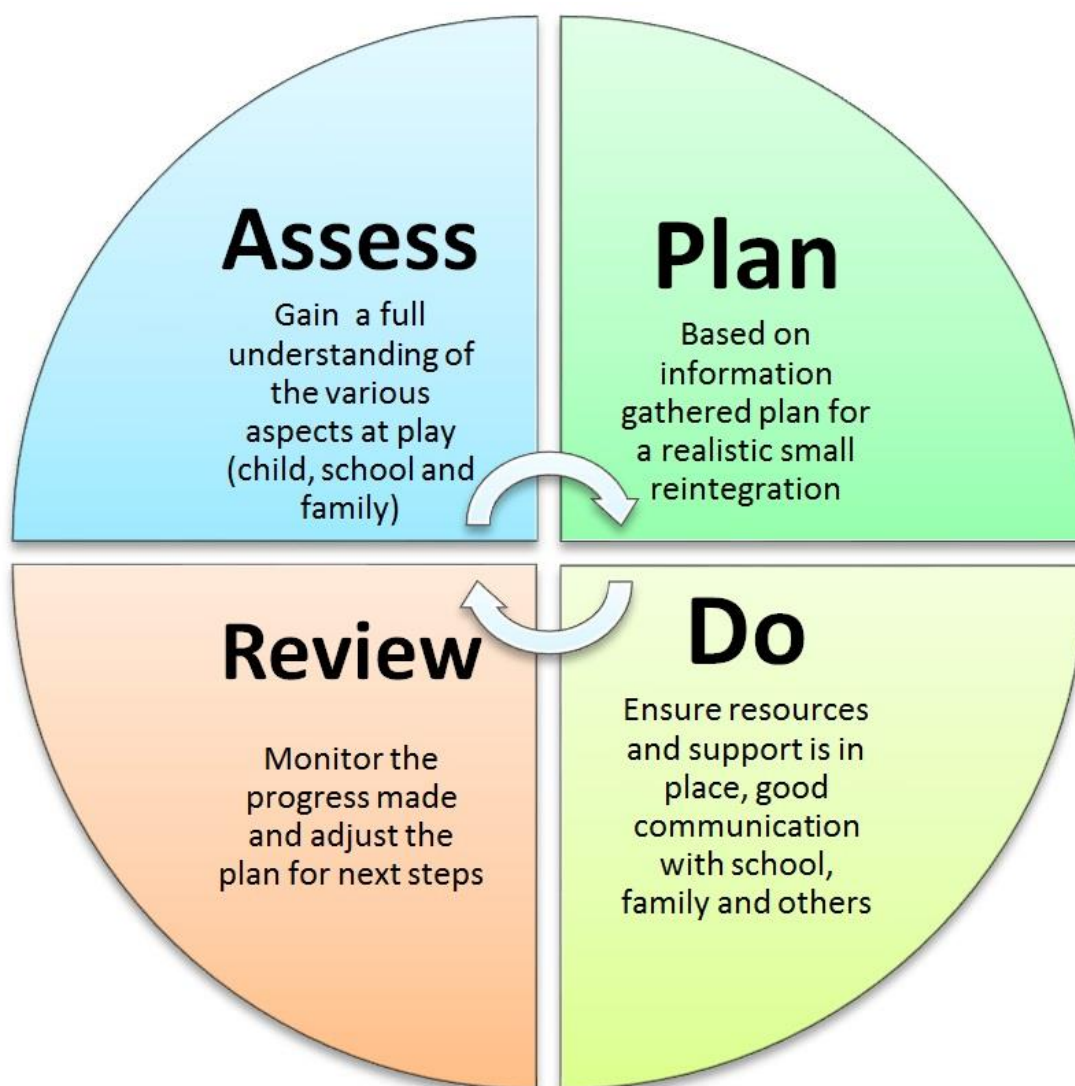 Assess
Gain  a full
understanding of
the various
aspects at play
(child, school and
family)
Plan
Based on
information
gathered plan for
a realistic small
reintegration
Review
Monitor the
progress made
and adjust the
plan for next steps
Do
Ensure resources
and support is in
place, good
communication
with school,
family and others